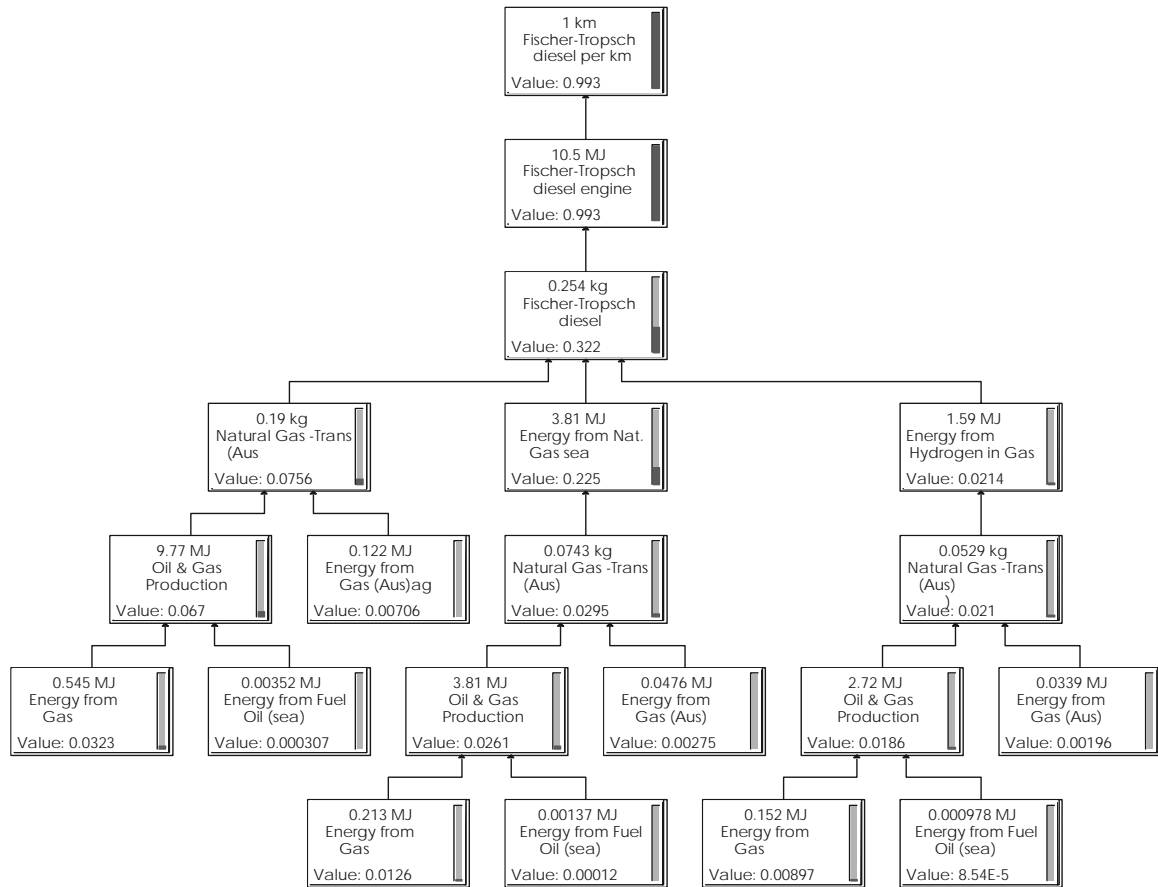 1 km
Fischer-Tropsch
diesel per km
Value: 0.993
10.5 MJ
Fischer-Tropsch
diesel engine
Value: 0.993
0.254 kg
Fischer-Tropsch
diesel
Value: 0.322
0.19 kg
Natural Gas -Trans
(Aus
Value: 0.0756
3.81 MJ
Energy from Nat.
Gas sea
Value: 0.225
1.59 MJ
Energy from
Hydrogen in Gas
Value: 0.0214
9.77 MJ
Oil & Gas
Production
Value: 0.067
0.122 MJ
Energy from
Gas (Aus)ag
Value: 0.00706
0.0743 kg
Natural Gas -Trans
(Aus)
Value: 0.0295
0.0529 kg
Natural Gas -Trans
(Aus)
)
Value: 0.021
0.545 MJ
Energy from
Gas
Value: 0.0323
0.00352 MJ
Energy from Fuel
Oil (sea)
Value: 0.000307
3.81 MJ
Oil & Gas
Production
Value: 0.0261
0.0476 MJ
Energy from
Gas (Aus)
Value: 0.00275
2.72 MJ
Oil & Gas
Production
Value: 0.0186
0.0339 MJ
Energy from
Gas (Aus)
Value: 0.00196
0.213 MJ
Energy from
Gas
Value: 0.0126
0.00137 MJ
Energy from Fuel
Oil (sea)
Value: 0.00012
0.152 MJ
Energy from
Gas
Value: 0.00897
0.000978 MJ
Energy from Fuel
Oil (sea)
Value: 8.54E-5